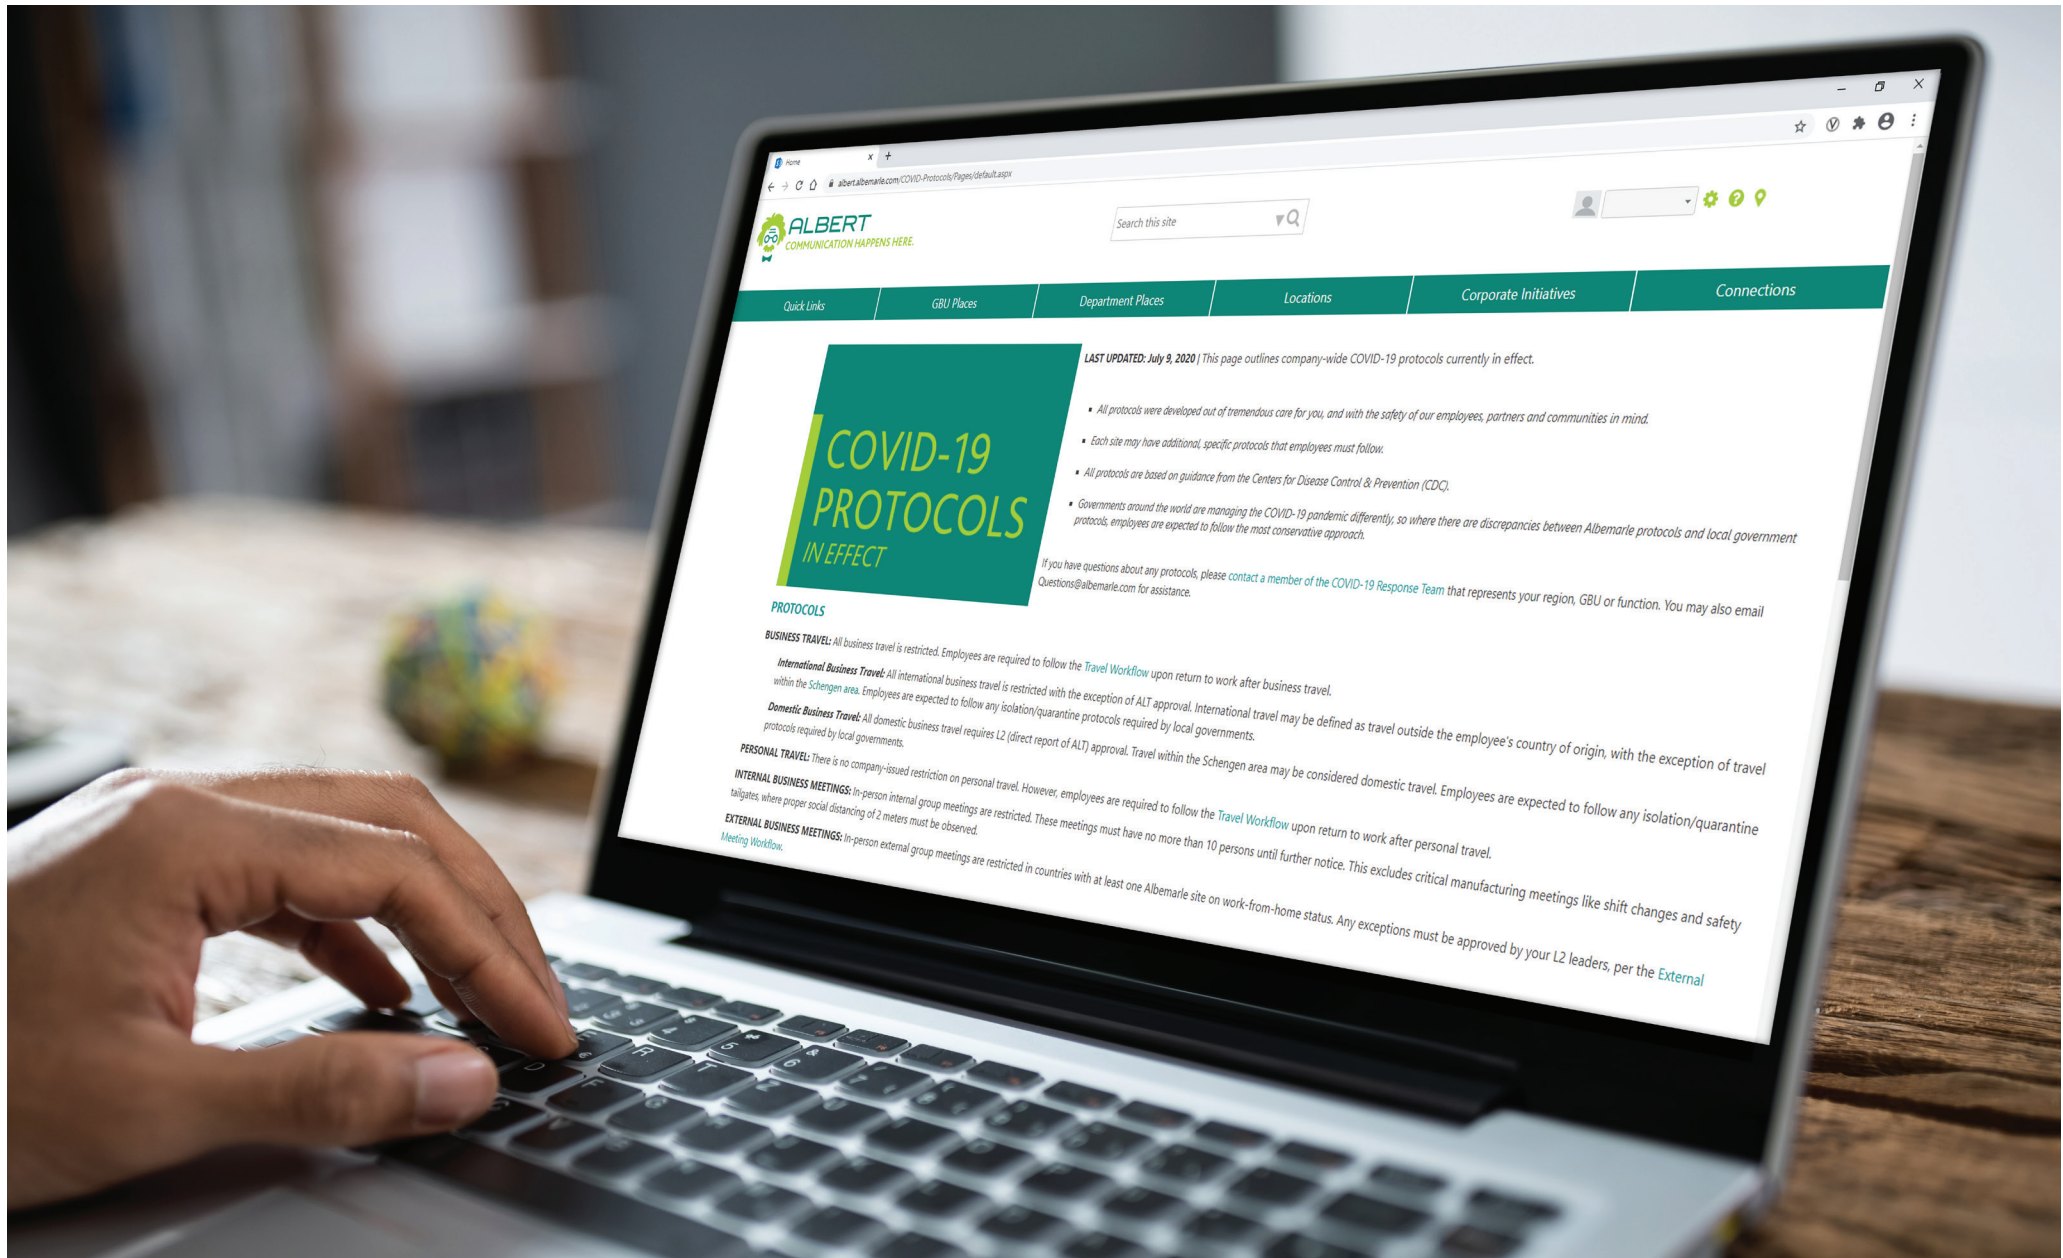 Home
albert.albemarle.com/COVID-Protocols/Pages/default.aspx
ALBERT
COMMUNICATION HAPPENS HERE.
Search this site
Quick Links
GBU Places
Department Places
Locations
Corporate Initiatives
Connections
COVID-19
PROTOCOLS
IN EFFECT
LAST UPDATED: July 9, 2020 | This page outlines company-wide COVID-19 protocols currently in effect.
▪ All protocols were developed out of tremendous care for you, and with the safety of our employees, partners and communities in mind.
▪ Each site may have additional, specific protocols that employees must follow.
▪ All protocols are based on guidance from the Centers for Disease Control & Prevention (CDC).
▪ Governments around the world are managing the COVID-19 pandemic differently, so where there are discrepancies between Albemarle protocols and local government
protocols, employees are expected to follow the most conservative approach.
If you have questions about any protocols, please contact a member of the COVID-19 Response Team that represents your region, GBU or function. You may also email
Questions@albemarle.com for assistance.
PROTOCOLS
BUSINESS TRAVEL: All business travel is restricted. Employees are required to follow the Travel Workflow upon return to work after business travel.
International Business Travel: All international business travel is restricted with the exception of ALT approval. International travel may be defined as travel outside the employee's country of origin, with the exception of travel
within the Schengen area. Employees are expected to follow any isolation/quarantine protocols required by local governments.
Domestic Business Travel: All domestic business travel requires L2 (direct report of ALT) approval. Travel within the Schengen area may be considered domestic travel. Employees are expected to follow any isolation/quarantine
protocols required by local governments.
PERSONAL TRAVEL: There is no company-issued restriction on personal travel. However, employees are required to follow the Travel Workflow upon return to work after personal travel.
INTERNAL BUSINESS MEETINGS: In-person internal group meetings are restricted. These meetings must have no more than 10 persons until further notice. This excludes critical manufacturing meetings like shift changes and safety
tailgates, where proper social distancing of 2 meters must be observed.
EXTERNAL BUSINESS MEETINGS: In-person external group meetings are restricted in countries with at least one Albemarle site on work-from-home status. Any exceptions must be approved by your L2 leaders, per the External
Meeting Workflow.
R
T
D
F
G